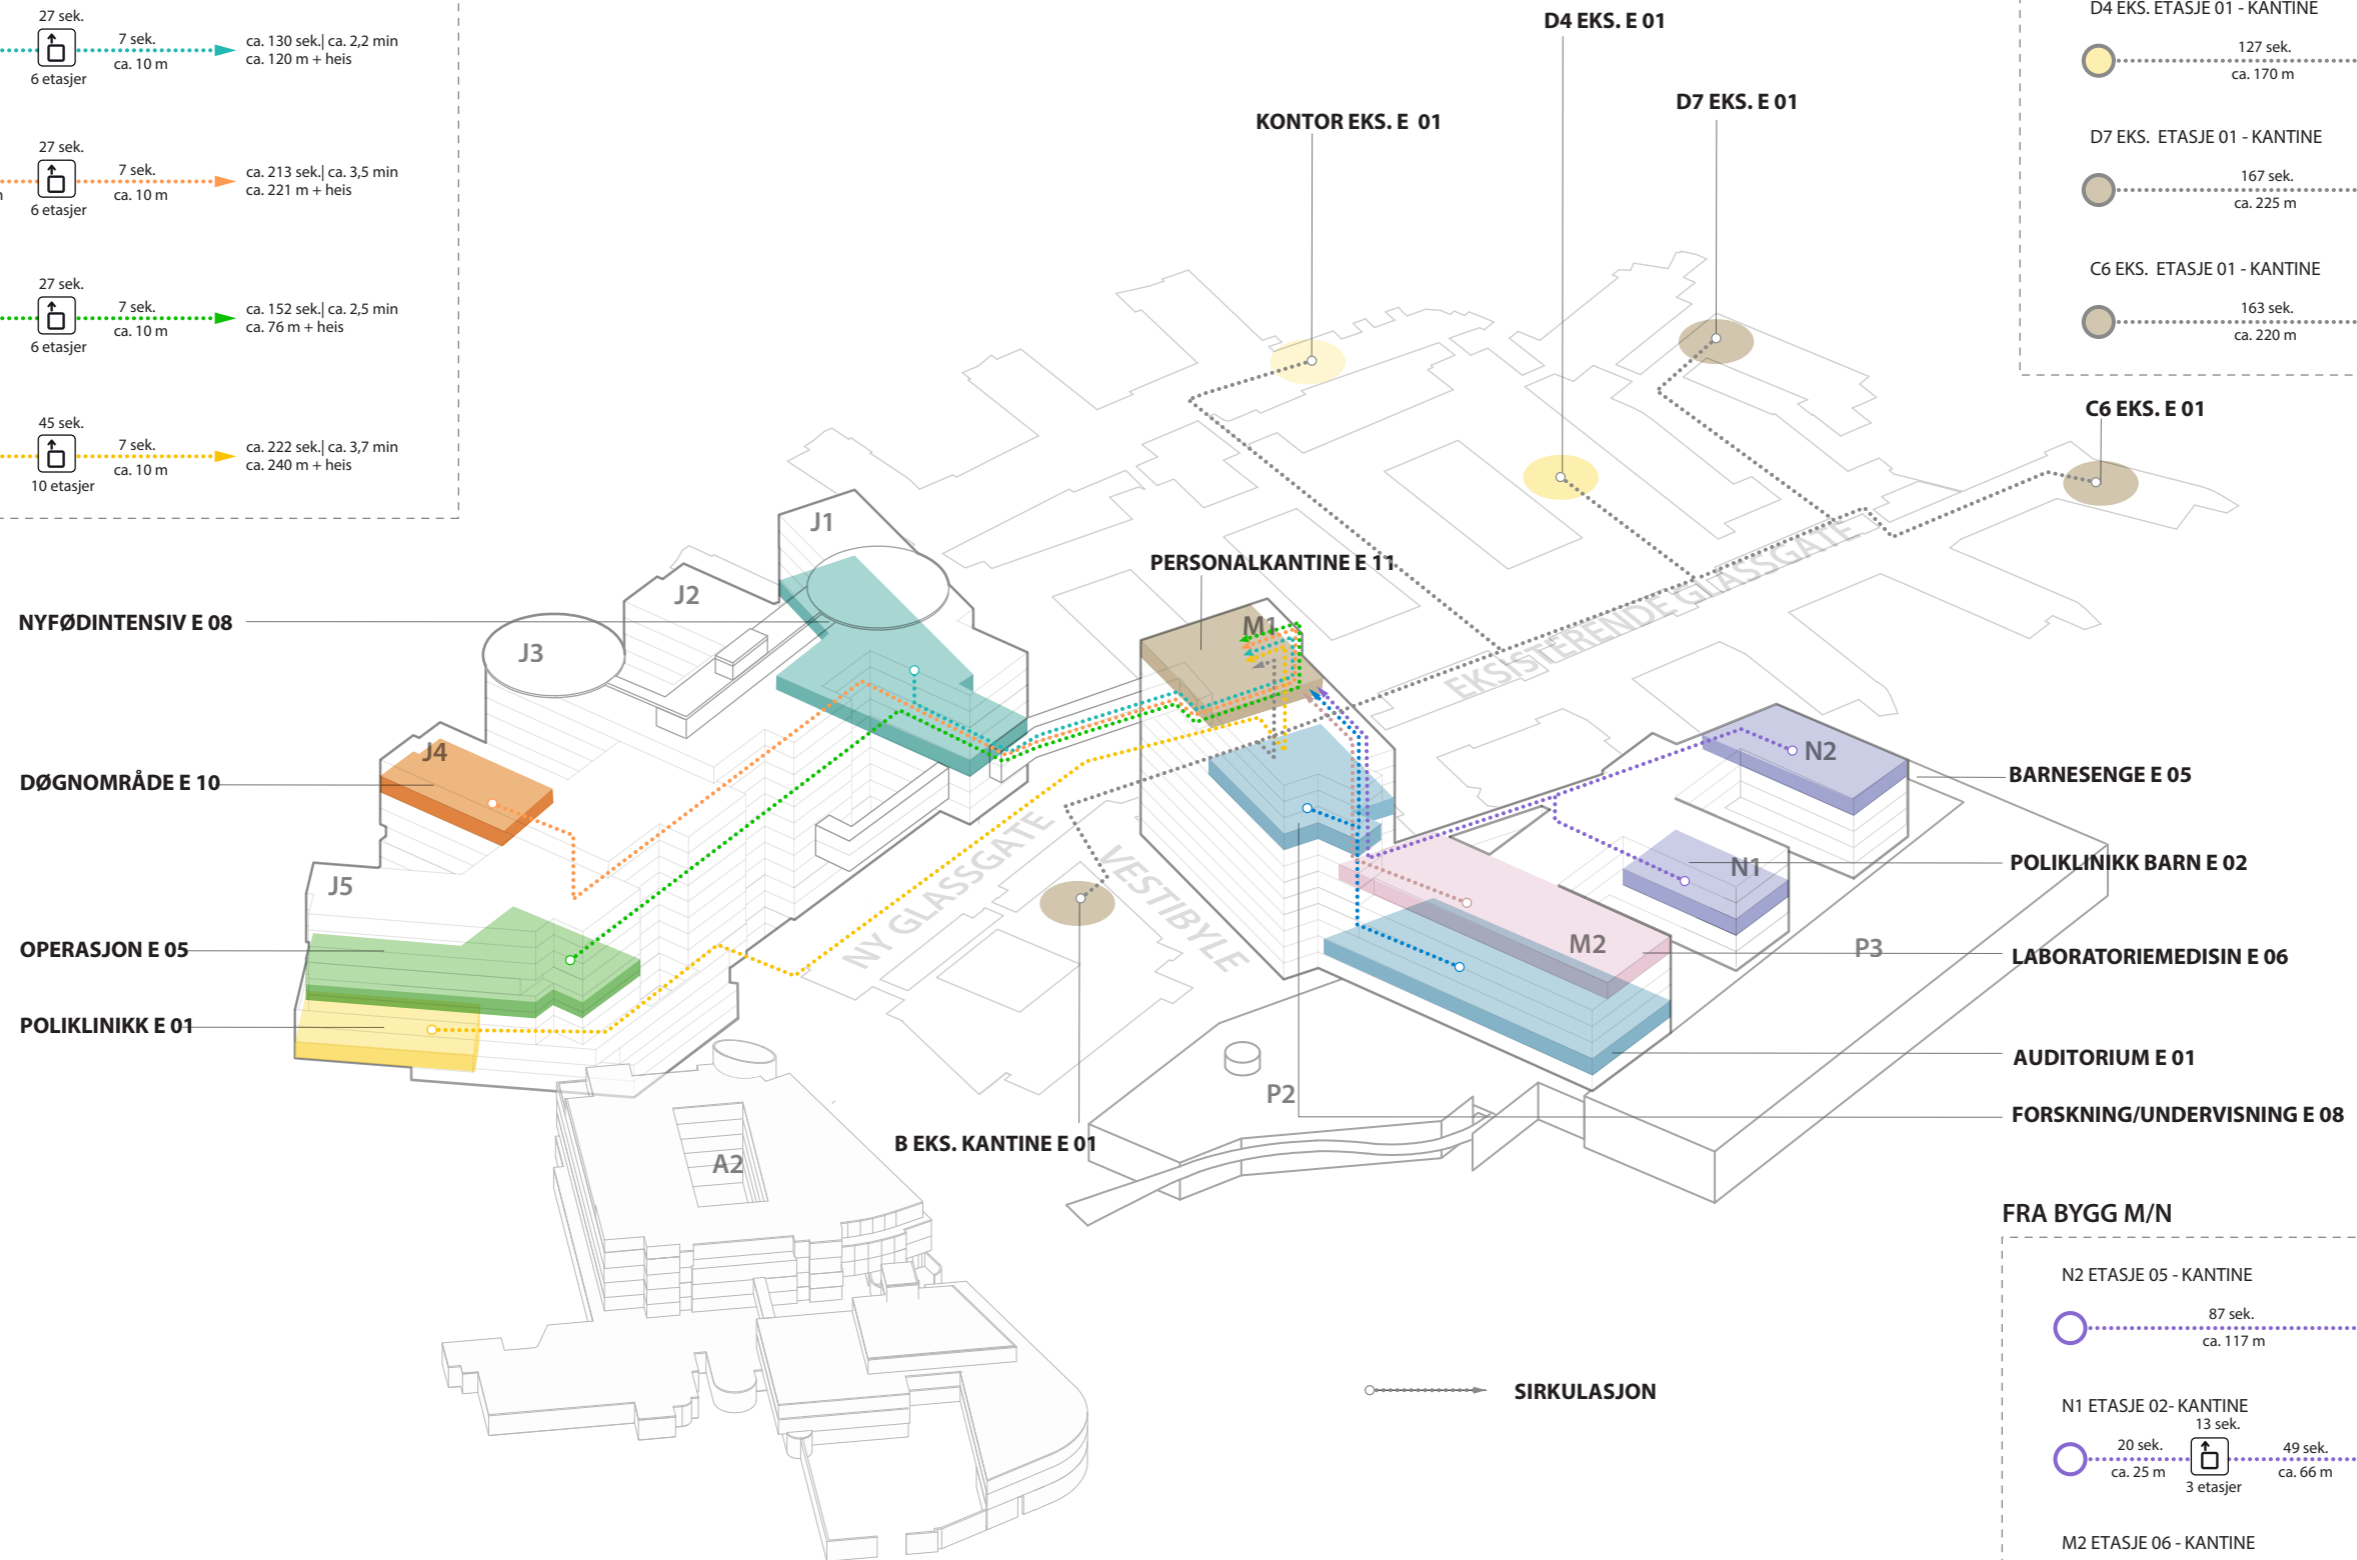 27 sek.
7 sek.
ca. 10 m
6 etasjer
ca. 130 sek.| ca. 2,2 min
ca. 120 m + heis
27 sek.
7 sek.
ca. 10 m
6 etasjer
ca. 213 sek.| ca. 3,5 min
ca. 221 m + heis
27 sek.
7 sek.
ca. 10 m
6 etasjer
ca. 152 sek.| ca. 2,5 min
ca. 76 m + heis
45 sek.
7 sek.
ca. 10 m
10 etasjer
ca. 222 sek.| ca. 3,7 min
ca. 240 m + heis
D4 EKS. E 01
D7 EKS. E 01
KONTOR EKS. E 01
C6 EKS. E 01
D4 EKS. ETASJE 01 - KANTINE
127 sek.
ca. 170 m
D7 EKS. ETASJE 01 - KANTINE
167 sek.
ca. 225 m
C6 EKS. ETASJE 01 - KANTINE
163 sek.
ca. 220 m
J1
J2
J3
J4
J5
PERSONALKANTINE E 11
M1
NYFØDINTENSIV E 08
DØGNOMRÅDE E 10
OPERASJON E 05
POLIKLINIKK E 01
EKSISTERENDE GLASSGATE
NY GLASSGATE
VESTIBYLE
N2
N1
M2
P3
P2
A2
BARNESENGE E 05
POLIKLINIKK BARN E 02
LABORATORIEMEDISIN E 06
AUDITORIUM E 01
FORSKNING/UNDERVISNING E 08
B EKS. KANTINE E 01
SIRKULASJON
FRA BYGG M/N
N2 ETASJE 05 - KANTINE
87 sek.
ca. 117 m
N1 ETASJE 02- KANTINE
13 sek.
20 sek.
49 sek.
ca. 25 m
ca. 66 m
3 etasjer
M2 ETASJE 06 - KANTINE